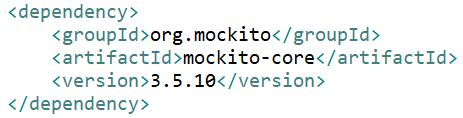 <dependency>
    <groupId>org.mockito</groupId>
    <artifactId>mockito-core</artifactId>
    <version>3.5.10</version>
</dependency>